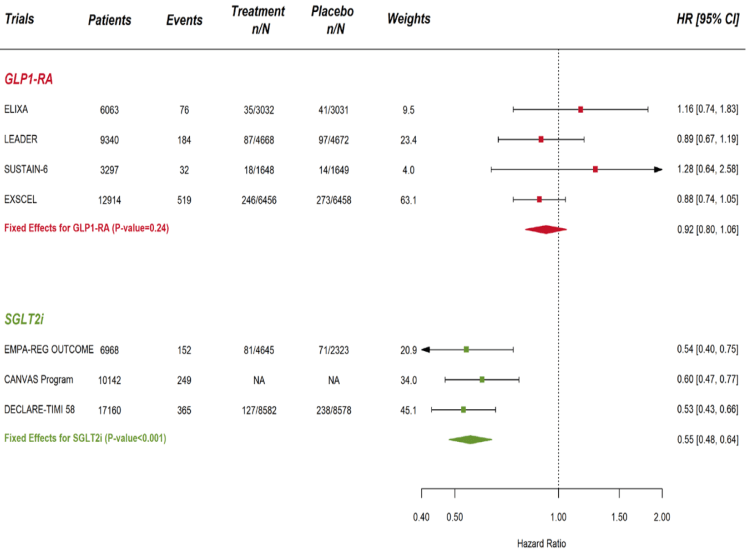 Trials Patients Events Treatment n/N Placebo n/N Weights HR [95% CI]
GLP1-RA
ELIXA 6063 76 35/3032 41/3031 9.5 1.16 [0.74, 1.83]
LEADER 9340 184 87/4668 97/4672 23.4 0.89 [0.67, 1.19]
SUSTAIN-6 3297 32 18/1648 14/1649 4.0 1.28 [0.64, 2.58]
EXSCEL 12914 519 246/6456 273/6458 63.1 0.88 [0.74, 1.05]
Fixed Effects for GLP1-RA (P-value=0.24) 0.92 [0.80, 1.06]
SGLT2i
EMPA-REG OUTCOME 6968 152 81/4645 71/2323 20.9 0.54 [0.40, 0.75]
CANVAS Program 10142 249 NA NA 34.0 0.60 [0.47, 0.77]
DECLARE-TIMI 58 17160 365 127/8582 238/8578 45.1 0.53 [0.43, 0.66]
Fixed Effects for SGLT2i (P-value<0.001) 0.55 [0.48, 0.64]
0.40 0.50 1.00 1.50 2.00
Hazard Ratio